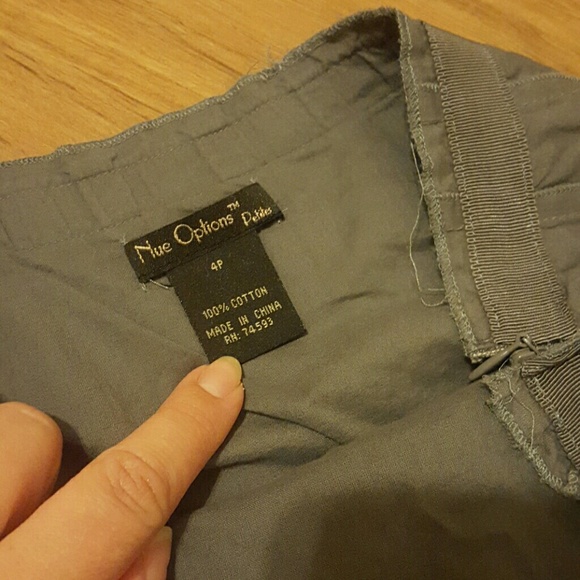 Nue Options™ Petites
4P
100% COTTON
MADE IN CHINA
RN: 74593